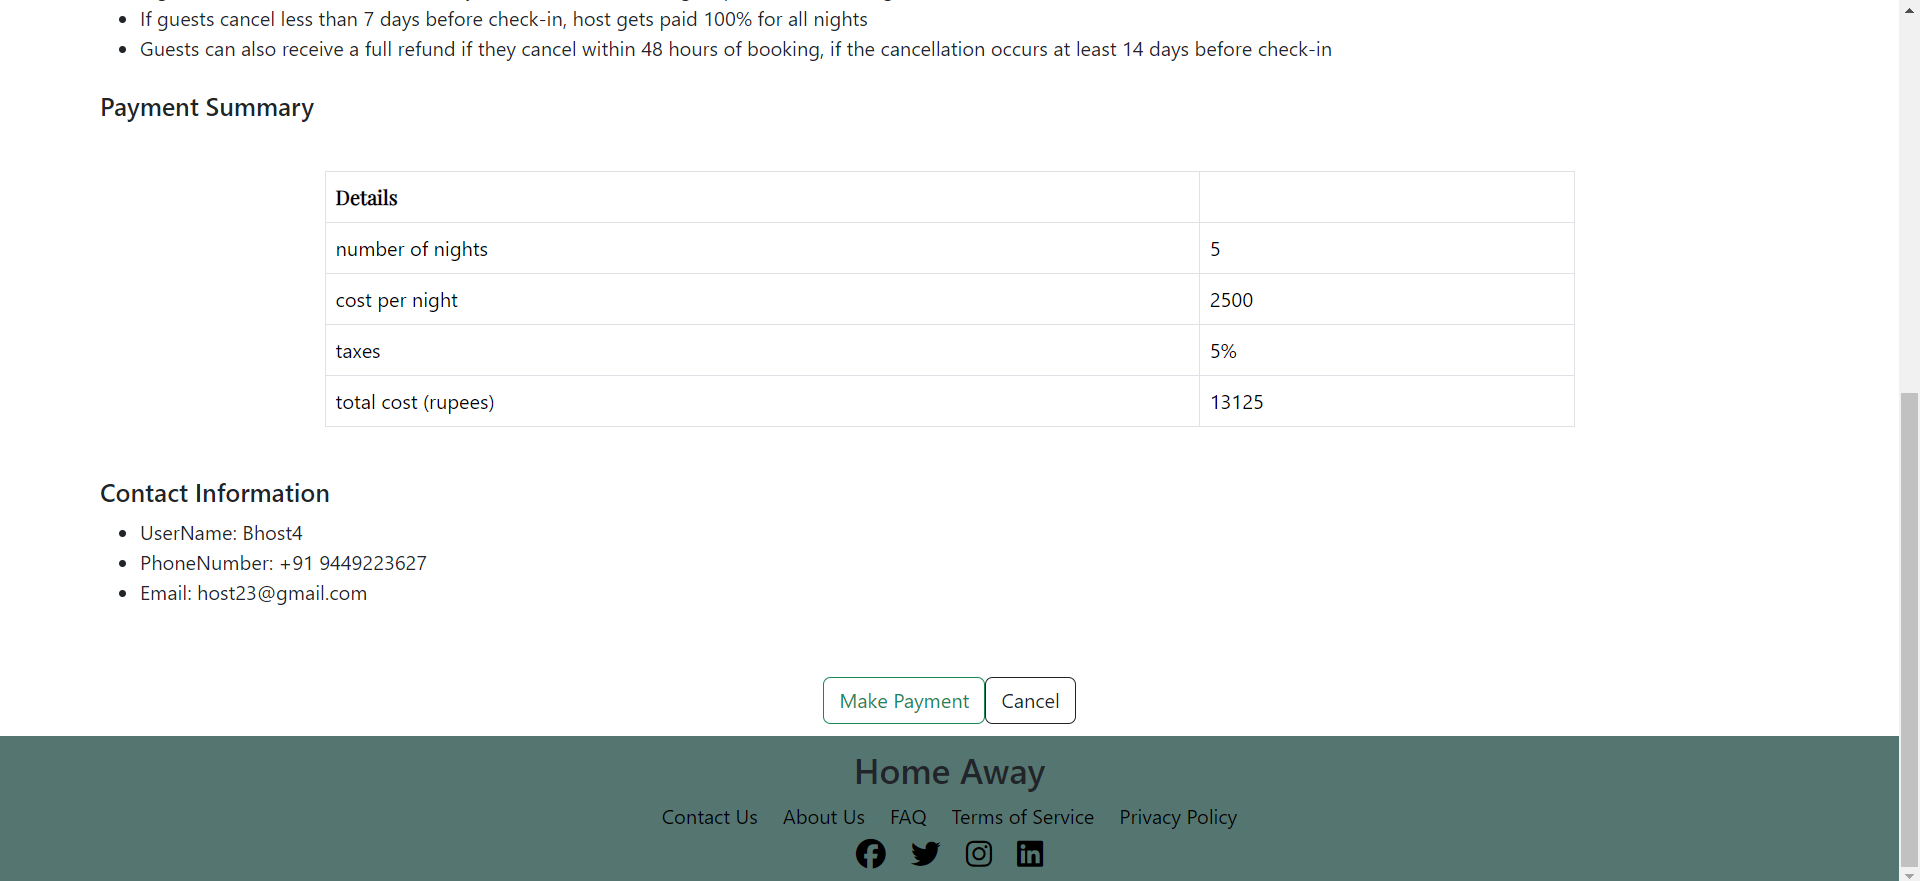 If guests cancel less than 7 days before check-in, host gets paid 100% for all nights
Guests can also receive a full refund if they cancel within 48 hours of booking, if the cancellation occurs at least 14 days before check-in
Payment Summary
Details
number of nights 5
cost per night 2500
taxes 5%
total cost (rupees) 13125
Contact Information
UserName: Bhost4
PhoneNumber: +91 9449223627
Email: host23@gmail.com
Make Payment Cancel
Home Away
Contact Us About Us FAQ Terms of Service Privacy Policy